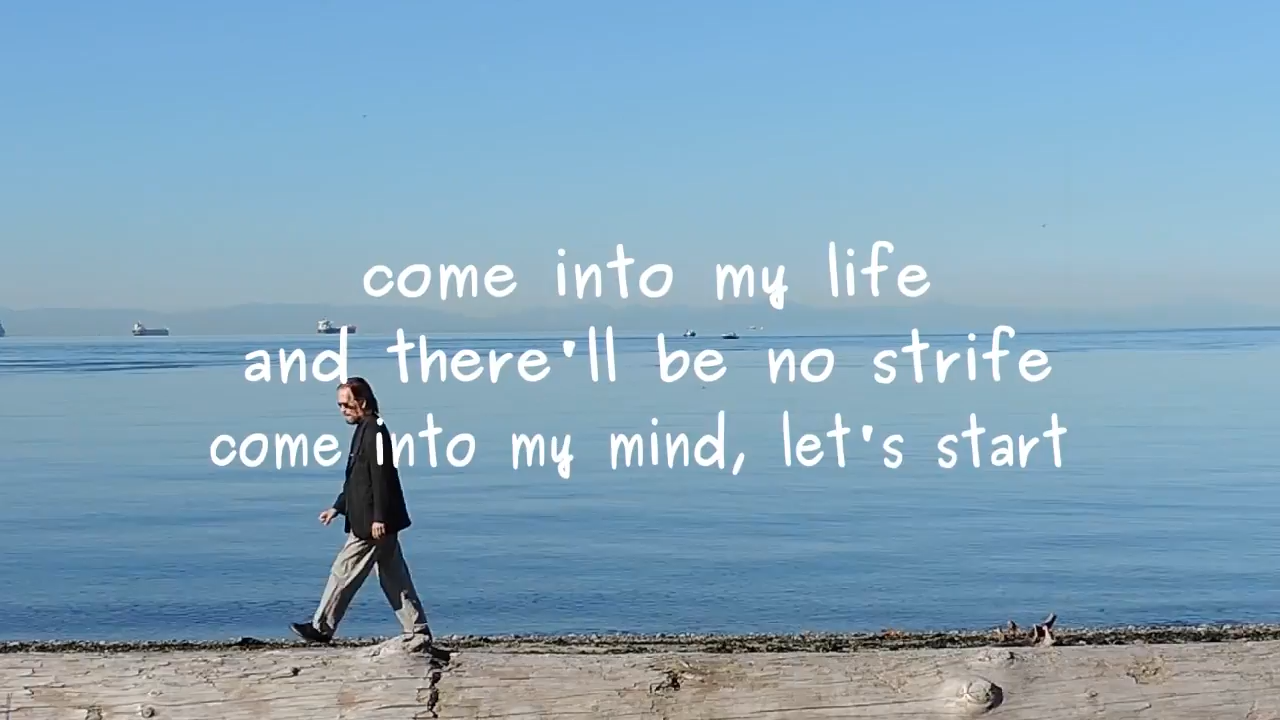 come into my life
and there'll be no strife
come into my mind, let's start